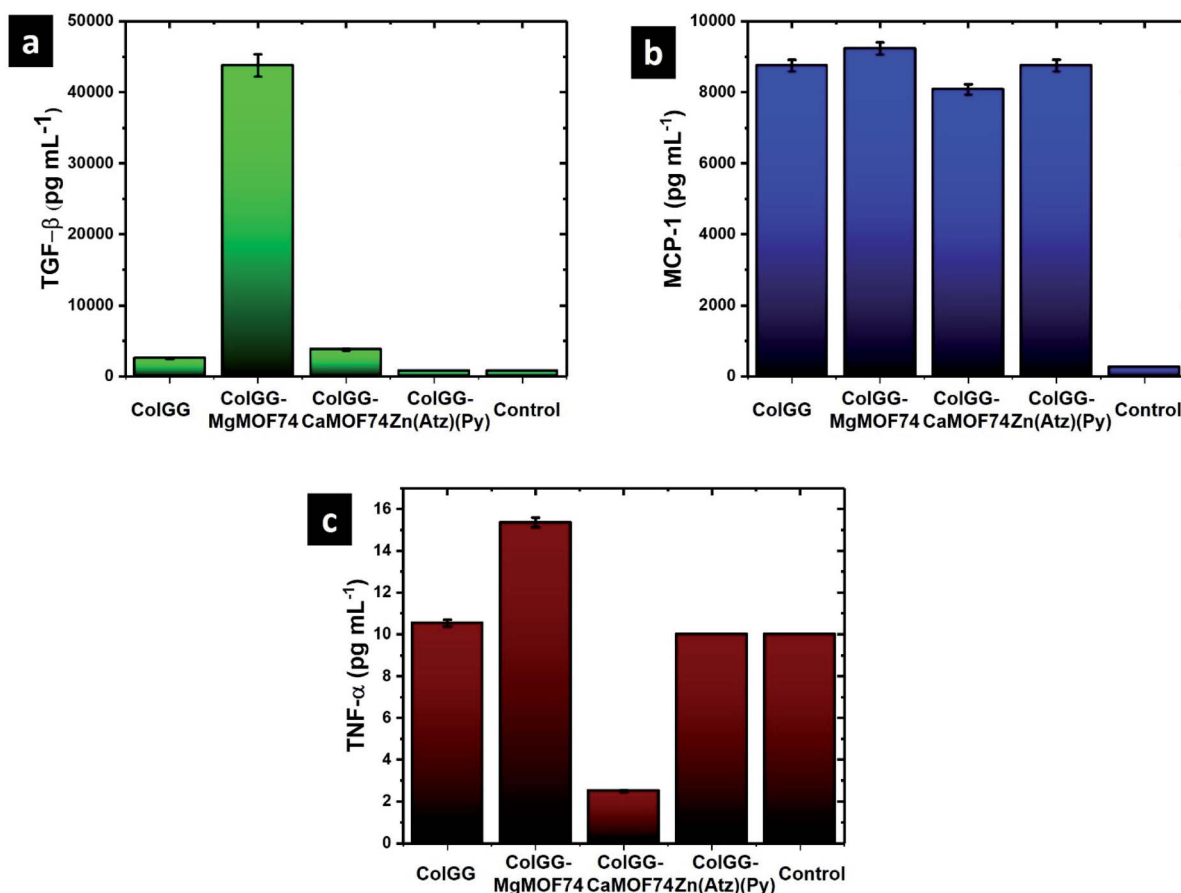 a
50000
40000
30000
20000
10000
0
TGF-β (pg mL-1)
ColGG
ColGG-
MgMOF74
ColGG-
CaMOF74
ColGG-
Zn(Atz)(Py)
Control
b
10000
8000
6000
4000
2000
0
MCP-1 (pg mL-1)
ColGG
ColGG-
MgMOF74
ColGG-
CaMOF74
ColGG-
Zn(Atz)(Py)
Control
c
16
14
12
10
8
6
4
2
0
TNF-α (pg mL-1)
ColGG
ColGG-
MgMOF74
ColGG-
CaMOF74
ColGG-
Zn(Atz)(Py)
Control